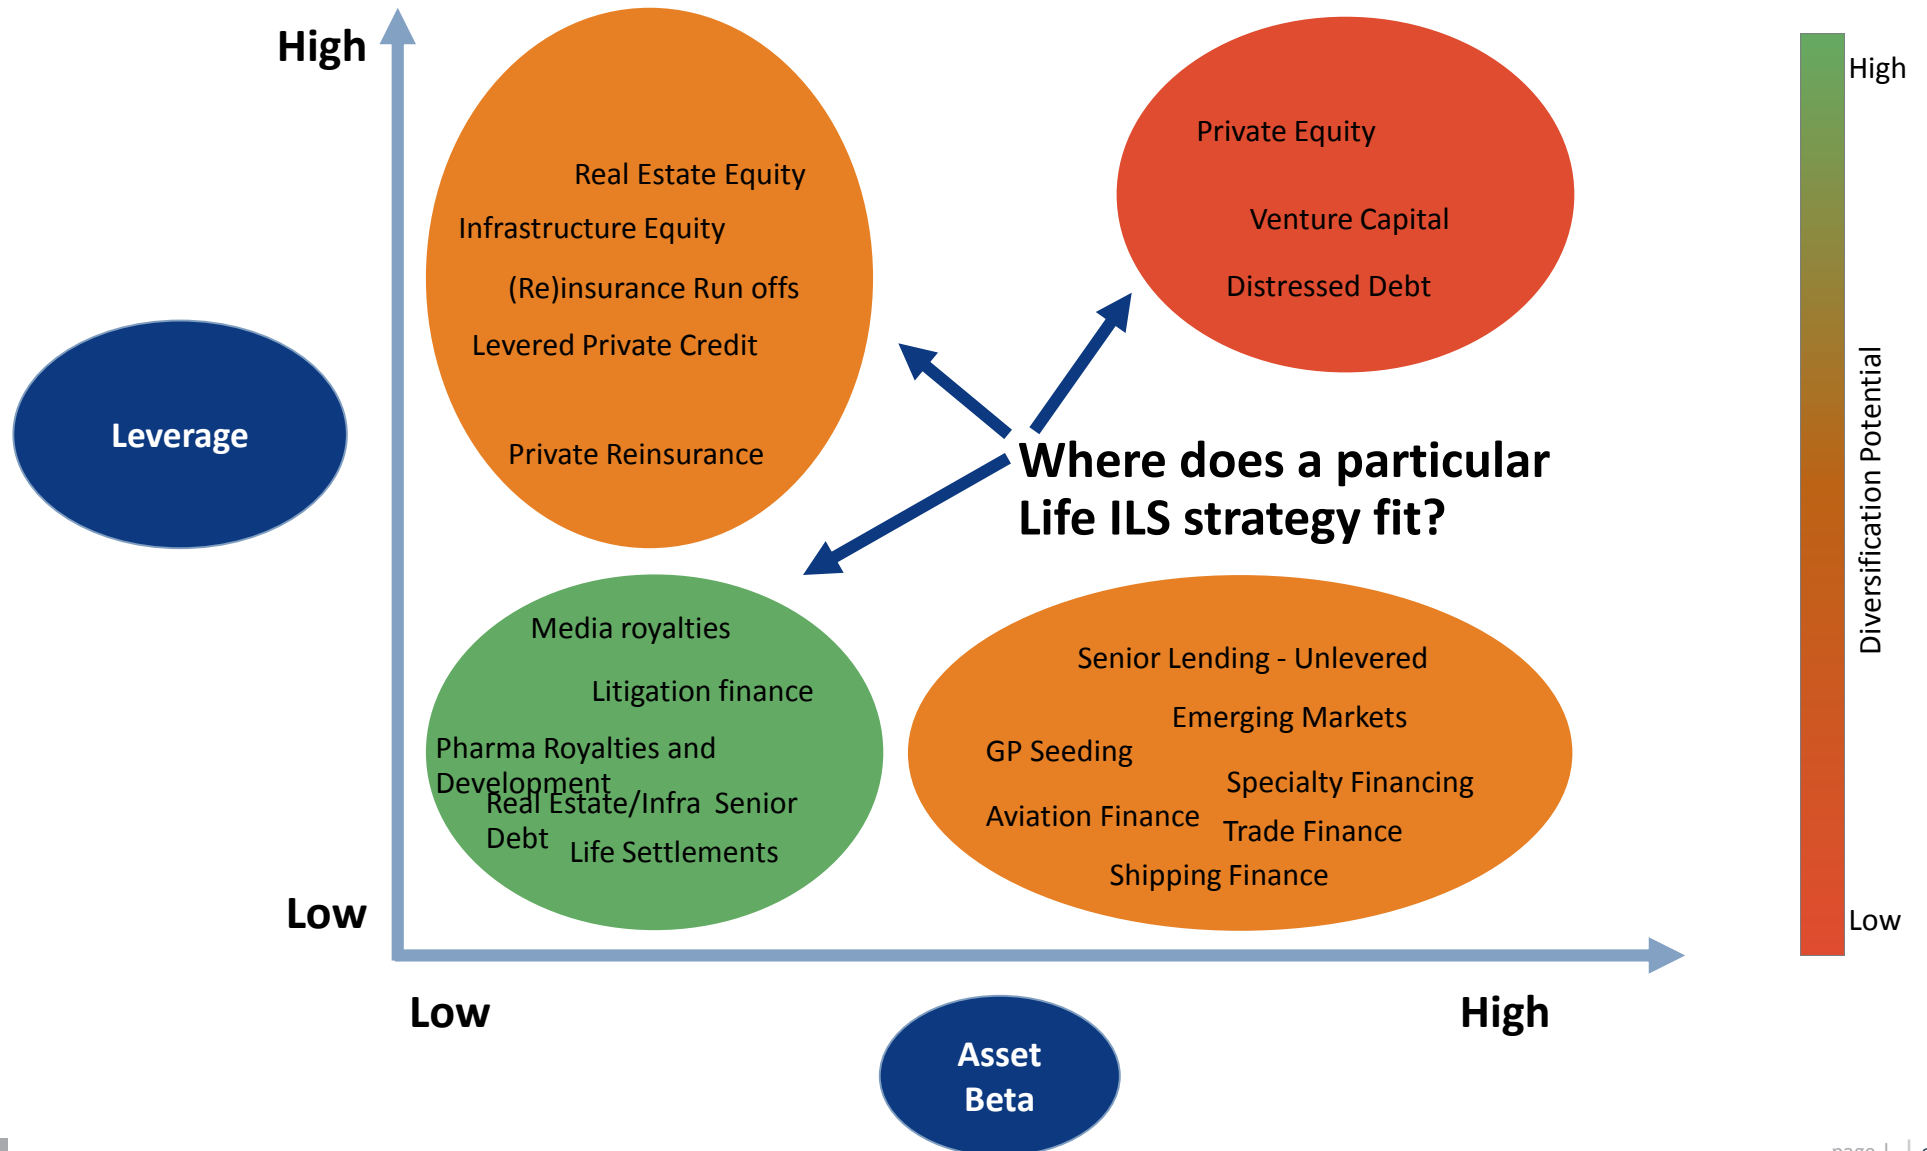 High
Real Estate Equity
Infrastructure Equity
(Re)insurance Run offs
Levered Private Credit
Private Reinsurance
Private Equity
Venture Capital
Distressed Debt
High
Diversification Potential
Low
Leverage
Where does a particular
Life ILS strategy fit?
Media royalties
Litigation finance
Pharma Royalties and
Development
Real Estate/Infra Senior
Debt
Life Settlements
Senior Lending - Unlevered
Emerging Markets
GP Seeding
Specialty Financing
Aviation Finance
Trade Finance
Shipping Finance
Low
Low
High
Asset
Beta